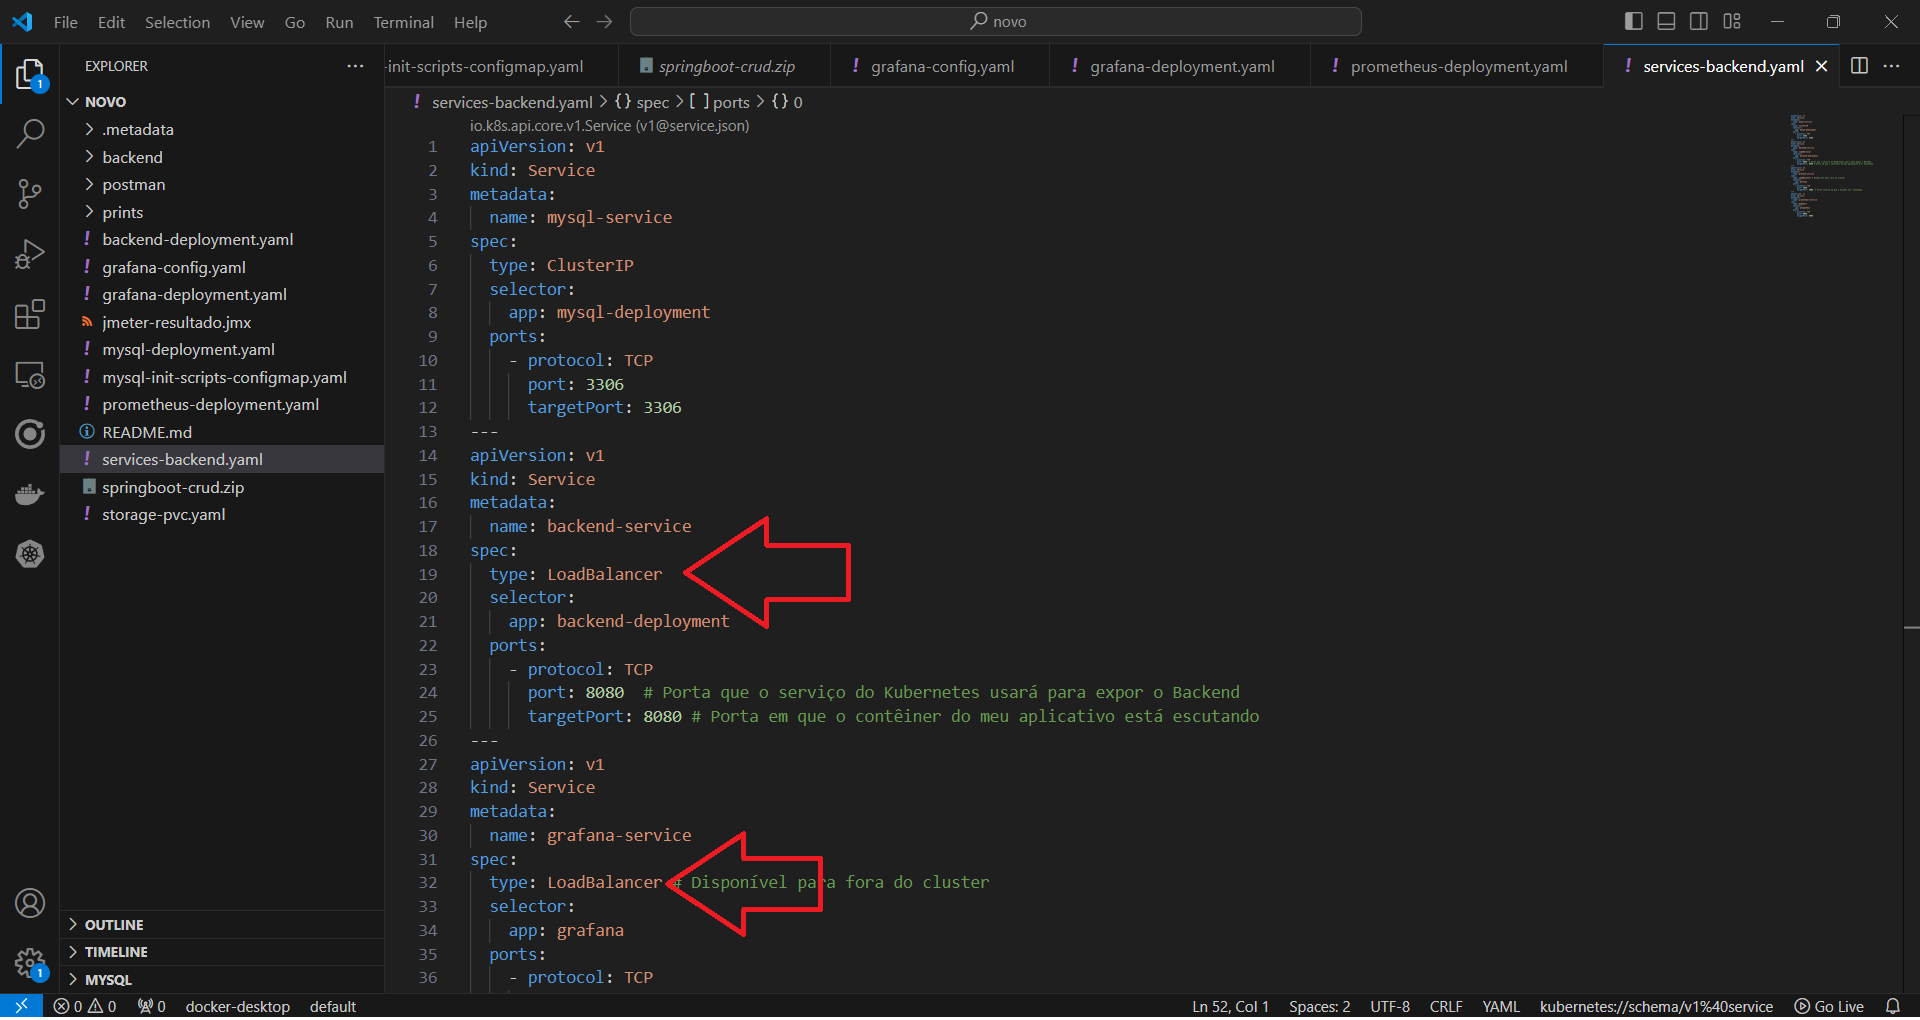 File Edit Selection View Go Run Terminal Help
novo
EXPLORER
-init-scripts-configmap.yaml springboot-crud.zip ! grafana-config.yaml ! grafana-deployment.yaml ! prometheus-deployment.yaml ! services-backend.yaml
! services-backend.yaml > {} spec > [ ] ports > {} 0
NOVO
.metadata
backend
postman
prints
! backend-deployment.yaml
! grafana-config.yaml
! grafana-deployment.yaml
jmeter-resultado.jmx
! mysql-deployment.yaml
! mysql-init-scripts-configmap.yaml
! prometheus-deployment.yaml
README.md
! services-backend.yaml
springboot-crud.zip
! storage-pvc.yaml
OUTLINE
TIMELINE
MYSQL
1
1
io.k8s.api.core.v1.Service (v1@service.json)
1 apiVersion: v1
2 kind: Service
3 metadata:
4 name: mysql-service
5 spec:
6 type: ClusterIP
7 selector:
8 app: mysql-deployment
9 ports:
10 - protocol: TCP
11 port: 3306
12 targetPort: 3306
13 ---
14 apiVersion: v1
15 kind: Service
16 metadata:
17 name: backend-service
18 spec:
19 type: LoadBalancer
20 selector:
21 app: backend-deployment
22 ports:
23 - protocol: TCP
24 port: 8080 # Porta que o serviço do Kubernetes usará para expor o Backend
25 targetPort: 8080 # Porta em que o contêiner do meu aplicativo está escutando
26 ---
27 apiVersion: v1
28 kind: Service
29 metadata:
30 name: grafana-service
31 spec:
32 type: LoadBalancer # Disponível para fora do cluster
33 selector:
34 app: grafana
35 ports:
36 - protocol: TCP
0 0 0 docker-desktop default Ln 52, Col 1 Spaces: 2 UTF-8 CRLF YAML kubernetes://schema/v1%40service Go Live